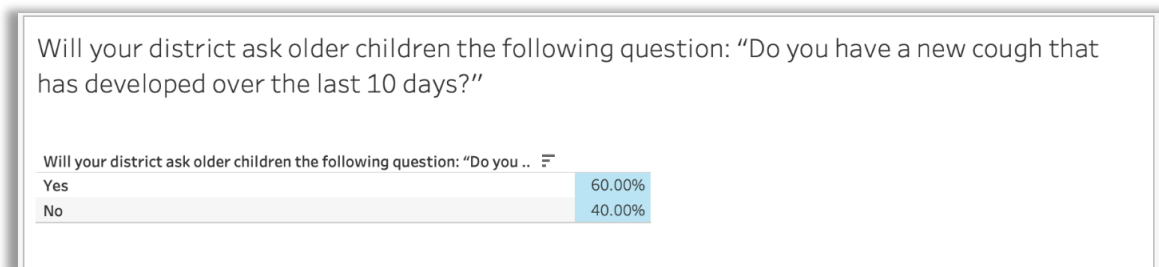 Will your district ask older children the following question: “Do you have a new cough that
has developed over the last 10 days?”
Will your district ask older children the following question: “Do you ..
Yes 60.00%
No 40.00%